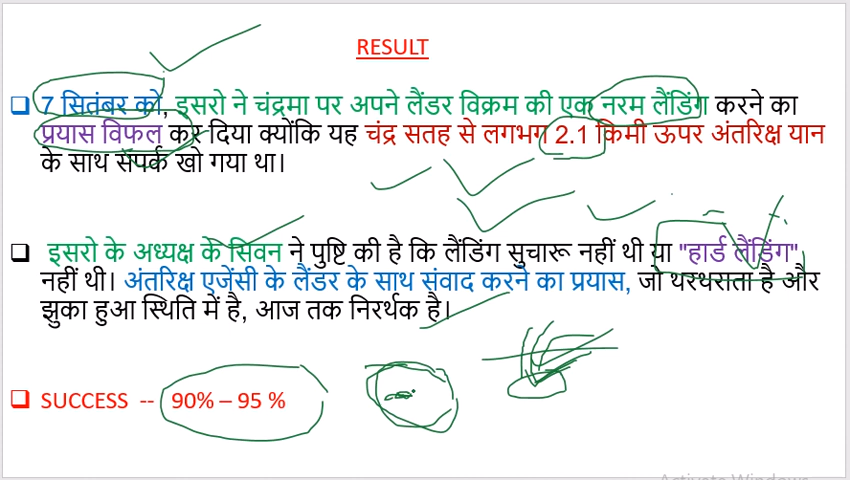 RESULT
❑ 7 सितंबर को, इसरो ने चंद्रमा पर अपने लैंडर विक्रम की एक नरम लैंडिंग करने का
प्रयास विफल कर दिया क्योंकि यह चंद्र सतह से लगभग 2.1 किमी ऊपर अंतरिक्ष यान
के साथ संपर्क खो गया था।
❑ इसरो के अध्यक्ष के सिवन ने पुष्टि की है कि लैंडिंग सुचारू नहीं थी या "हार्ड लैंडिंग"
नहीं थी। अंतरिक्ष एजेंसी के लैंडर के साथ संवाद करने का प्रयास, जो थरथराता है और
झुका हुआ स्थिति में है, आज तक निरर्थक है।
❑ SUCCESS -- 90% – 95 %
Activate Windows